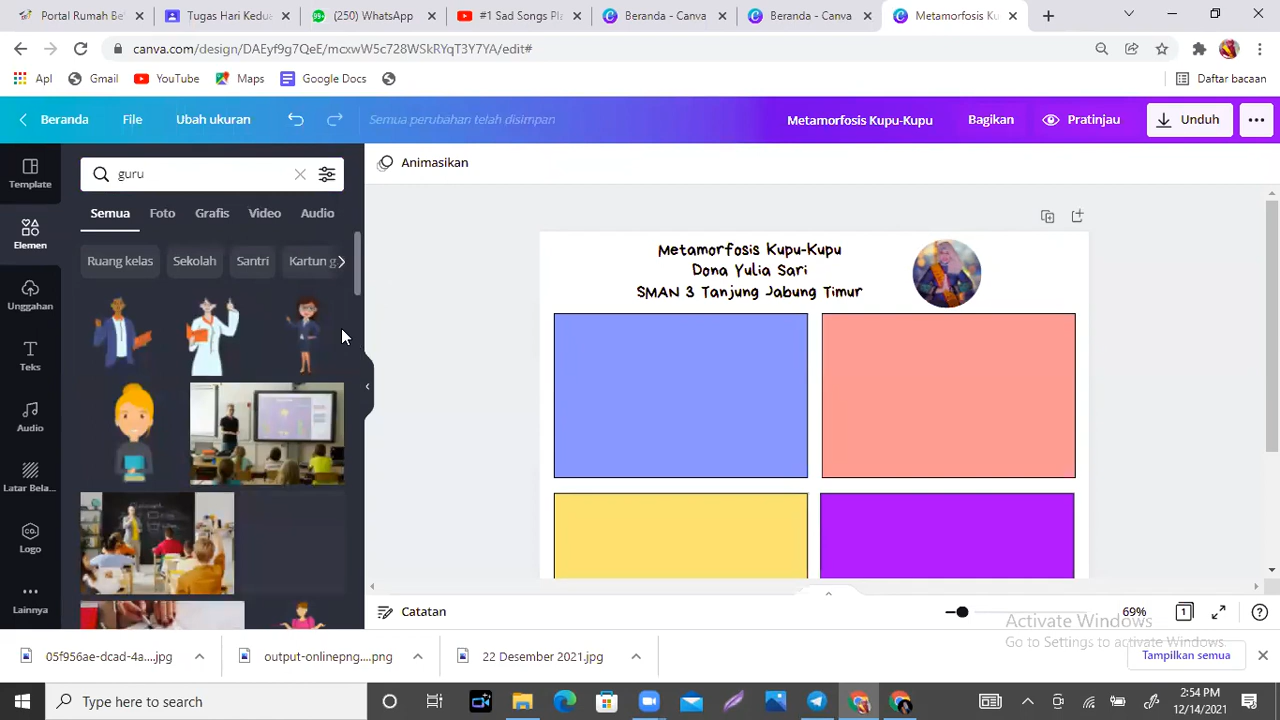 Portal Rumah Be
Tugas Hari Kedua
(250) WhatsApp
#1 Sad Songs Pla
Beranda - Canva
Beranda - Canva
Metamorfosis Ku
canva.com/design/DAEyf9g7QeE/mcxwW5c728WSkRYqT3Y7YA/edit#
Apl
Gmail
YouTube
Maps
Google Docs
Daftar bacaan
Beranda
File
Ubah ukuran
Semua perubahan telah disimpan
Metamorfosis Kupu-Kupu
Bagikan
Pratinjau
Unduh
Template
Elemen
Unggahan
Teks
Audio
Latar Bela...
CO.
Logo
Lainnya
guru
Semua
Foto
Grafis
Video
Audio
Ruang kelas
Sekolah
Santri
Kartun g
Animasikan
Metamorfosis Kupu-Kupu
Dona Yulia Sari
SMAN 3 Tanjung Jabung Timur
Catatan
69%
1
Activate Windows
Go to Settings to activate Windows.
05f956ae-dcad-4a....jpg
output-onlinepng....png
22 Desember 2021.jpg
Tampilkan semua
Type here to search
2:54 PM
12/14/2021